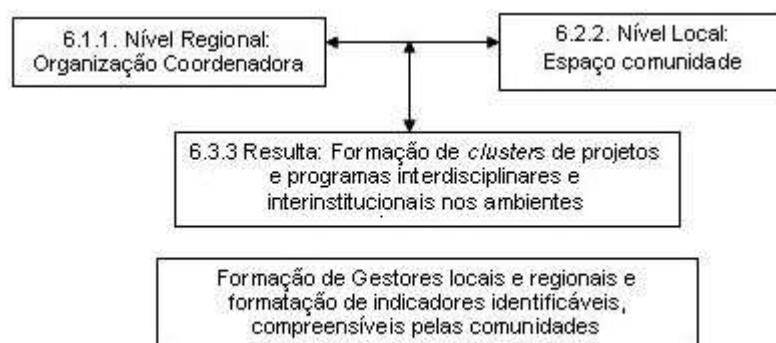 6.1.1. Nível Regional:
Organização Coordenadora
6.2.2. Nível Local:
Espaço comunidade
6.3.3 Resulta: Formação de clusters de projetos
e programas interdisciplinares e
interinstitucionais nos ambientes
Formação de Gestores locais e regionais e
formatação de indicadores identificáveis,
compreensíveis pelas comunidades